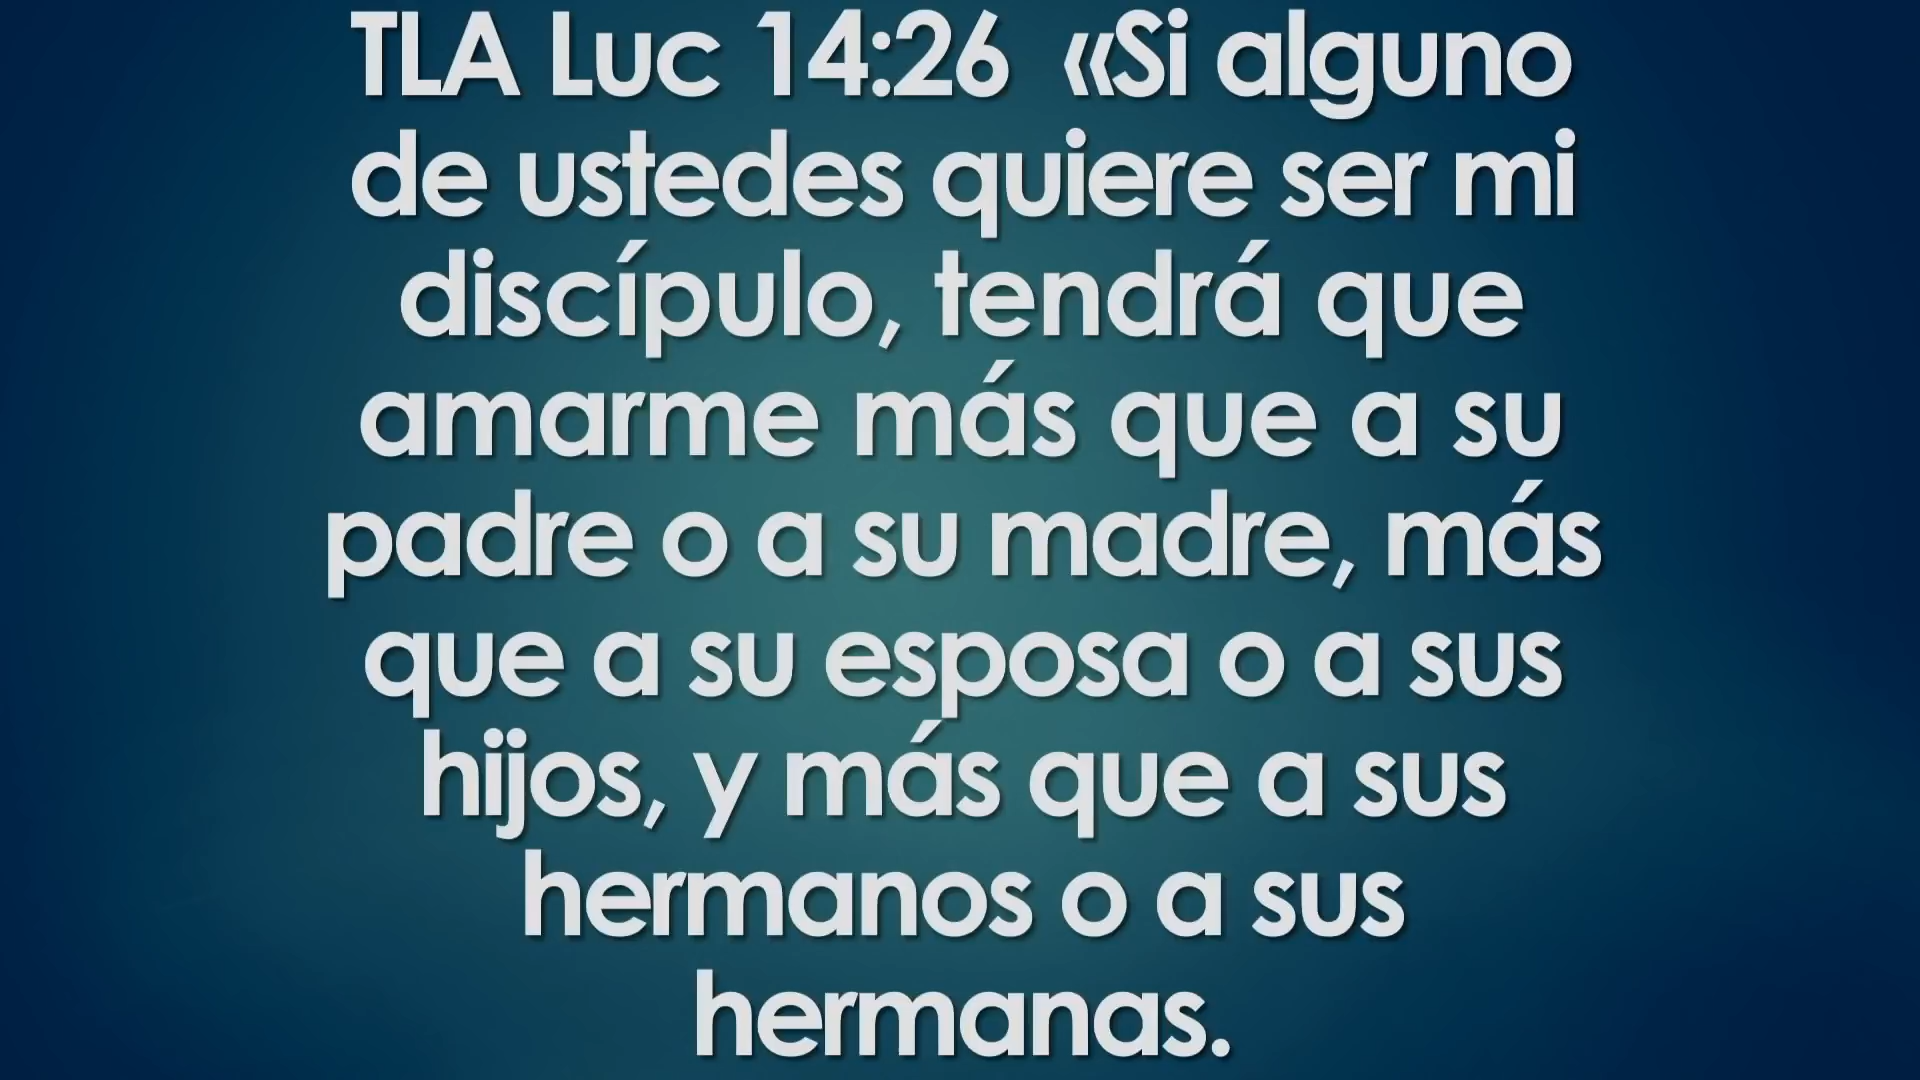 TLA Luc 14:26  «Si alguno
de ustedes quiere ser mi
discípulo, tendrá que
amarme más que a su
padre o a su madre, más
que a su esposa o a sus
hijos, y más que a sus
hermanos o a sus
hermanas.